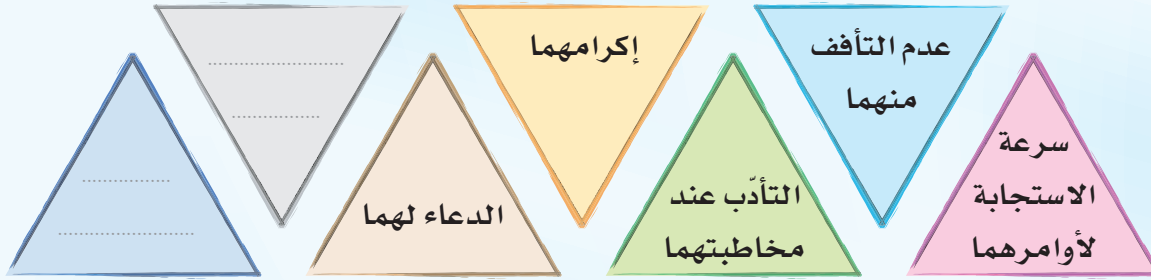 سرعة
الاستجابة
لأوامرهما
عدم التأفف
منهما
التأدّب عند
مخاطبتهما
إكرامهما
الدعاء لهما